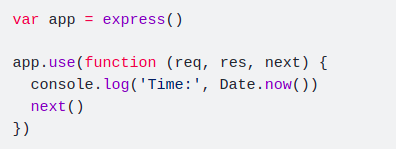 var app = express()

app.use(function (req, res, next) {
  console.log('Time:', Date.now())
  next()
})